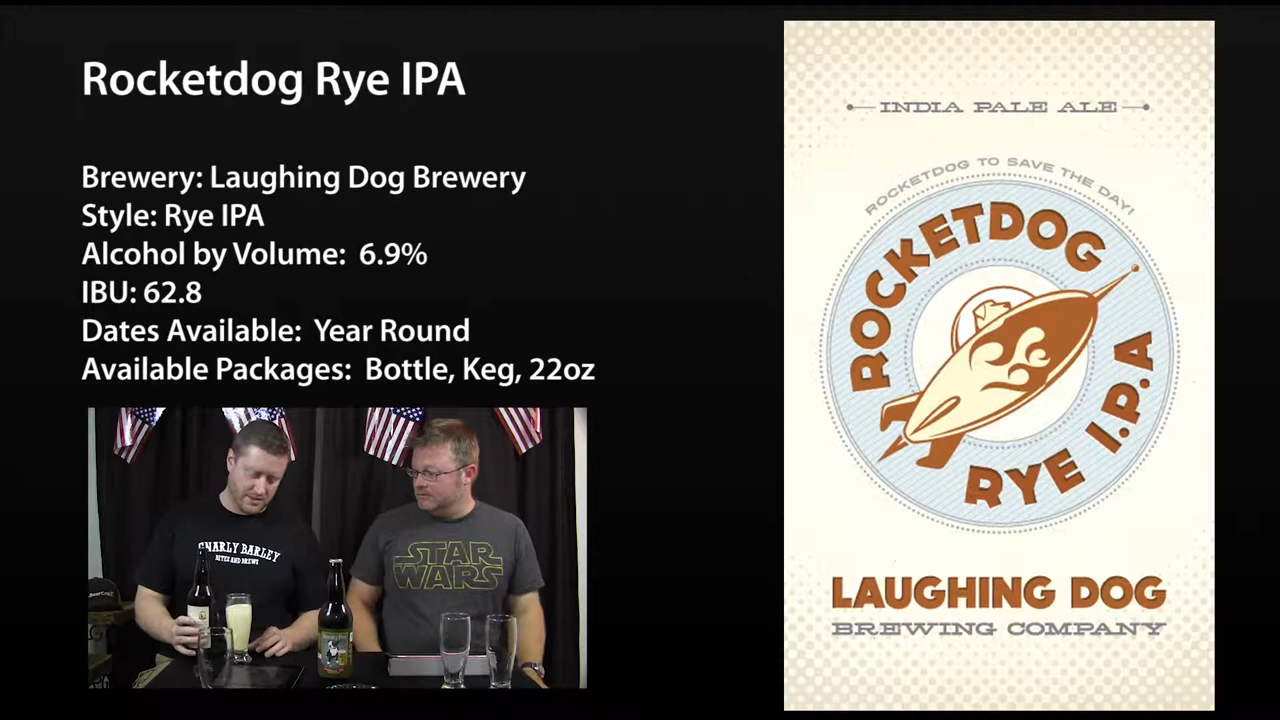 Rocketdog Rye IPA
Brewery: Laughing Dog Brewery
Style: Rye IPA
Alcohol by Volume: 6.9%
IBU: 62.8
Dates Available: Year Round
Available Packages: Bottle, Keg, 22oz
GNARLY BARLEY
BITES AND BREWS
STAR
WARS
INDIA PALE ALE
ROCKETDOG TO SAVE THE DAY!
ROCKETDOG
RYE I.P.A
LAUGHING DOG
BREWING COMPANY